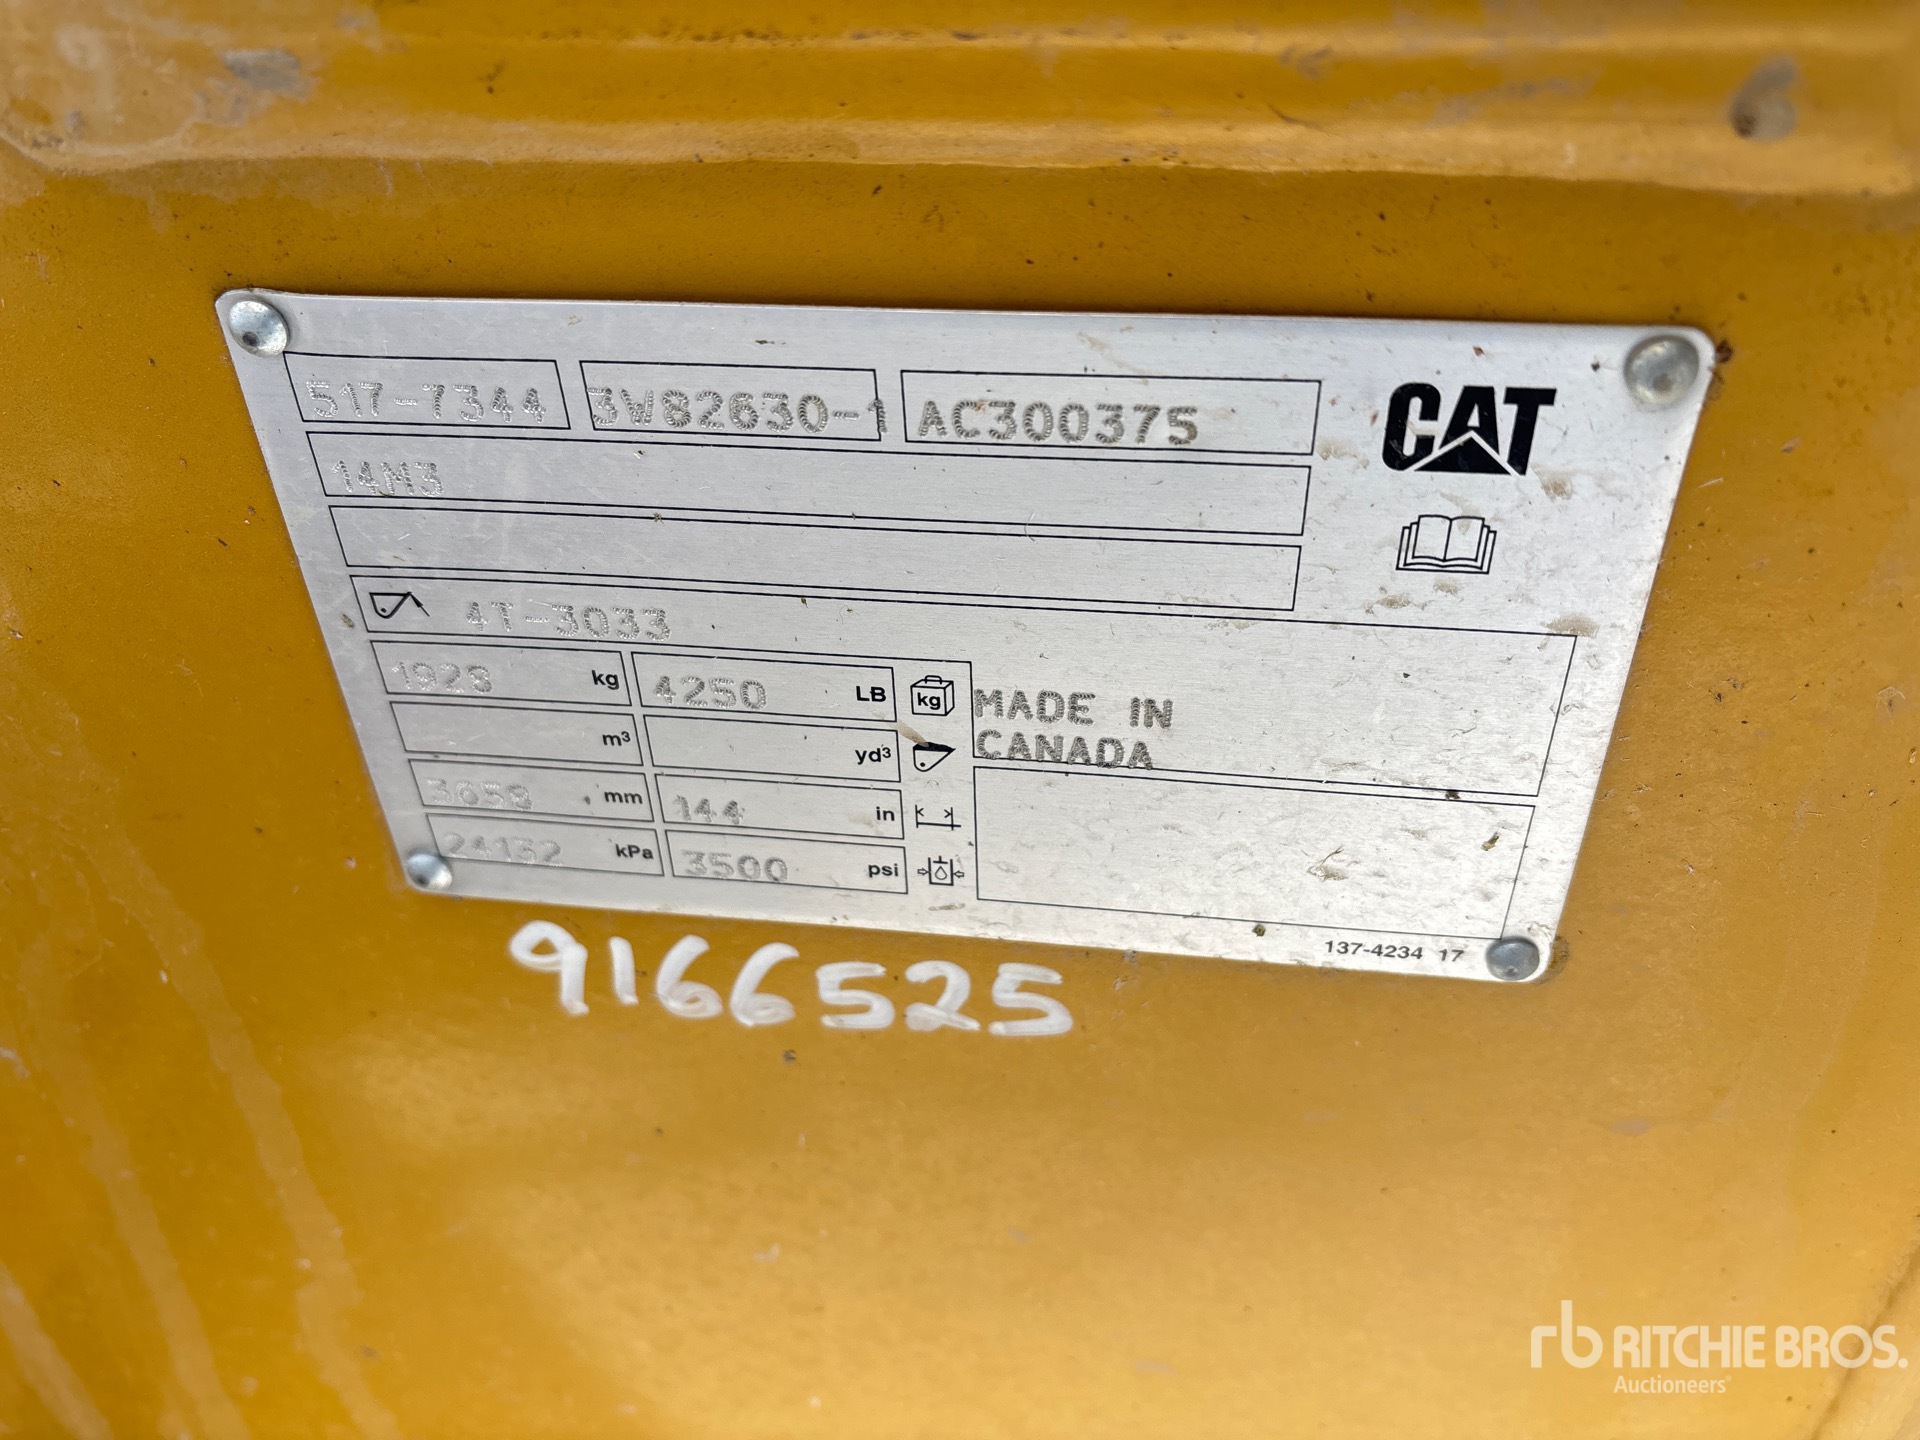 517-7344 3W82630-1 AC300375 CAT
14M3
4T-3033
1928 kg 4250 LB kg MADE IN
m³ yd³ CANADA
3658 mm 144 in
24132 kPa 3500 psi
137-4234 17
9166525
rb RITCHIE BROS.
Auctioneers